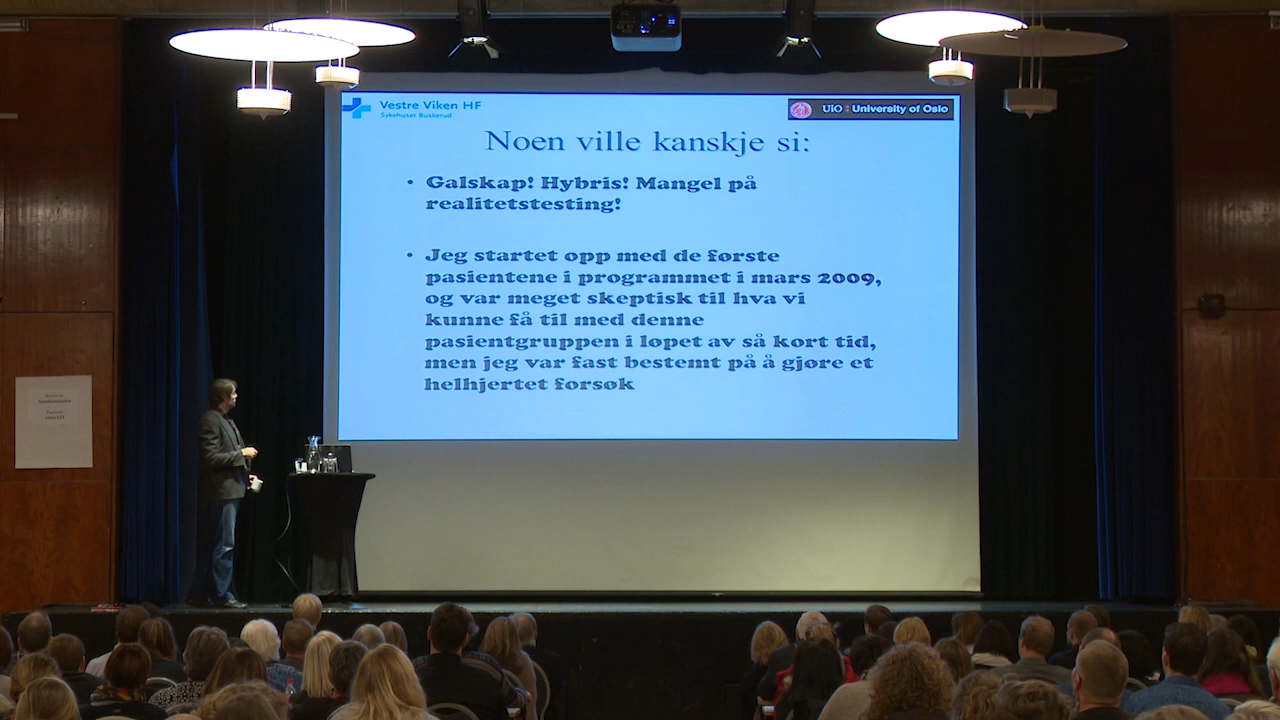 Vestre Viken HF
Sykehuset Buskerud
UiO
University of Oslo
Noen ville kanskje si:
• Galskap! Hybris! Mangel på
realitetstesting!
• Jeg startet opp med de første
pasientene i programmet i mars 2009,
og var meget skeptisk til hva vi
kunne få til med denne
pasientgruppen i løpet av så kort tid,
men jeg var fast bestemt på å gjøre et
helhjertet forsøk